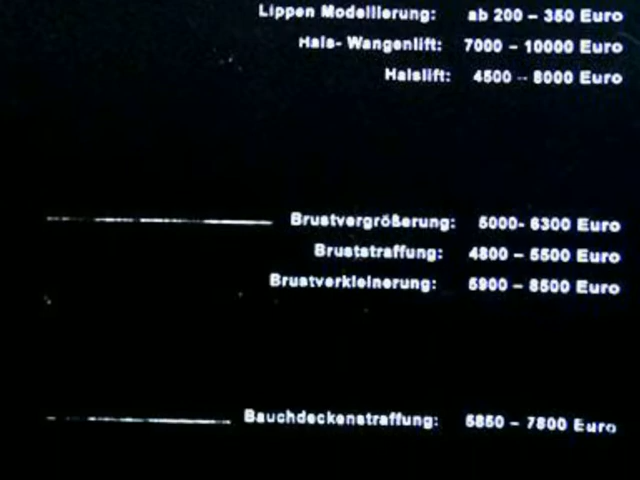 Lippen Modellierung: ab 200 – 350 Euro
Hals- Wangenlift: 7000 – 10000 Euro
Halslift: 4500 – 8000 Euro
Brustvergrößerung: 5000- 6300 Euro
Bruststraffung: 4800 – 5500 Euro
Brustverkleinerung: 5900 – 8500 Euro
Bauchdeckenstraffung: 5850 – 7800 Euro